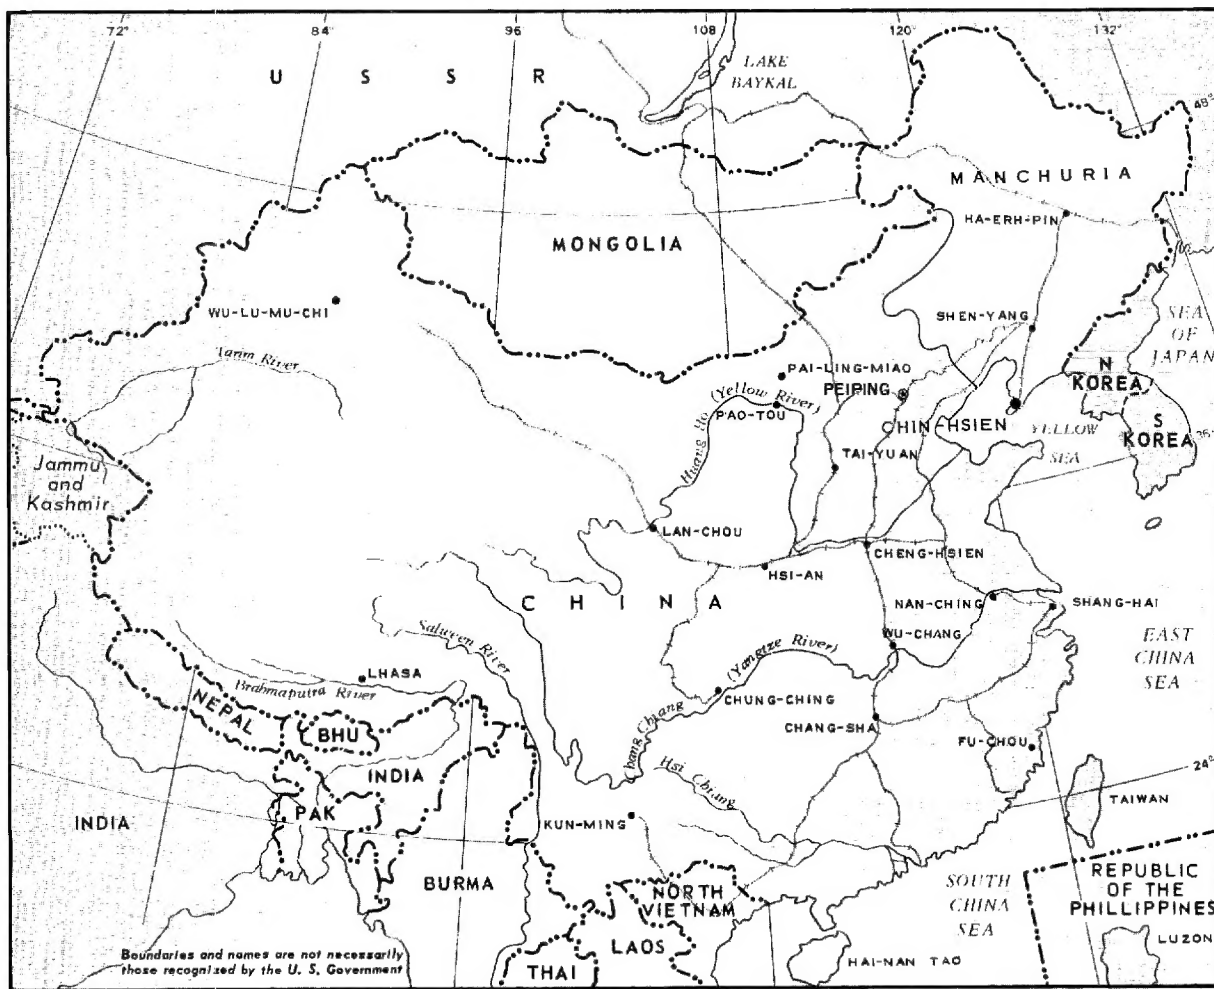 72°
84°
96
108
120
132°
LAKE
BAYKAL
U S S R
48°
MANCHURIA
HA-ERH-PIN
MONGOLIA
WU-LU-MU-CHI
SHEN-YANG
SEA
OF
JAPAN
Tarim River
PAI-LING-MIAO
PEIPING
N
KOREA
PAO-TOU
Huang Ho (Yellow River)
CHIN-HSIEN
YELLOW
SEA
S
KOREA
36°
TAI-YUAN
Jammu
and
Kashmir
LAN-CHOU
CHENG-HSIEN
HSI-AN
CHINA
NAN-CHING
SHANG-HAI
WU-CHANG
EAST
CHINA
SEA
Salween River
LHASA
Brahmaputra River
Chang Chiang (Yangtze River)
CHUNG-CHING
CHANG-SHA
NEPAL
BHU
FU-CHOU
Hsi Chiang
24°
INDIA
INDIA
PAK
KUN-MING
TAIWAN
BURMA
NORTH
VIETNAM
SOUTH
CHINA
SEA
REPUBLIC
OF THE
PHILLIPPINES
LAOS
THAI
HAI-NAN TAO
LUZON
Boundaries and names are not necessarily
those recognized by the U. S. Government